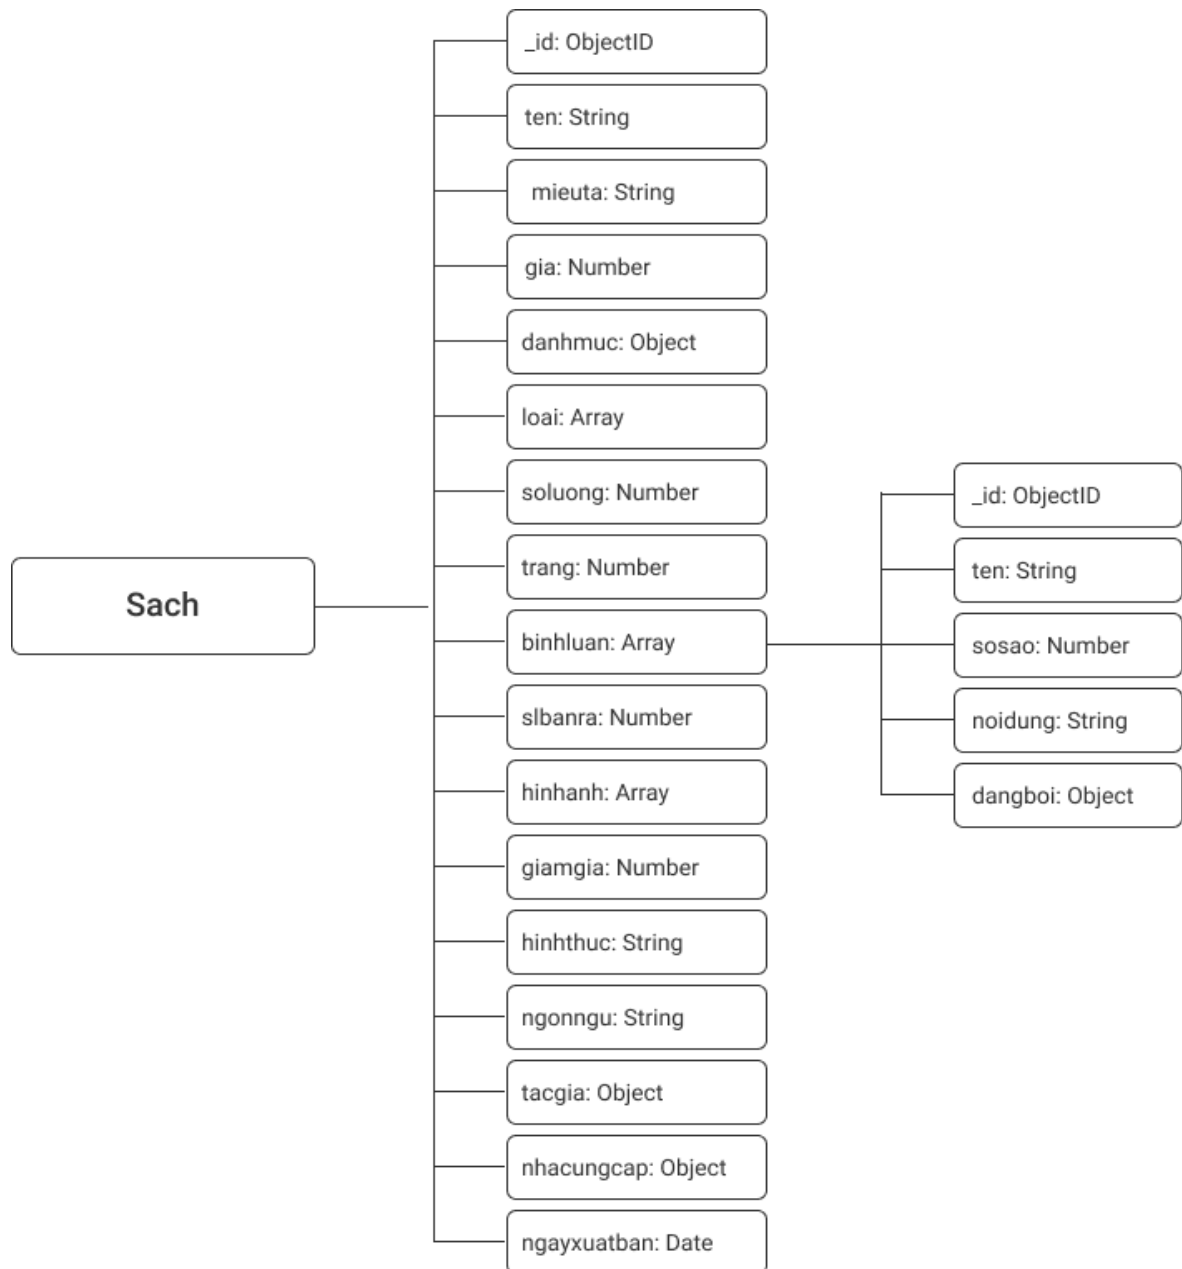 Sach
_id: ObjectID
ten: String
mieuta: String
gia: Number
danhmuc: Object
loai: Array
soluong: Number
trang: Number
binhluan: Array
slbanra: Number
hinhanh: Array
giamgia: Number
hinhthuc: String
ngonngu: String
tacgia: Object
nhacungcap: Object
ngayxuatban: Date
_id: ObjectID
ten: String
sosao: Number
noidung: String
dangboi: Object